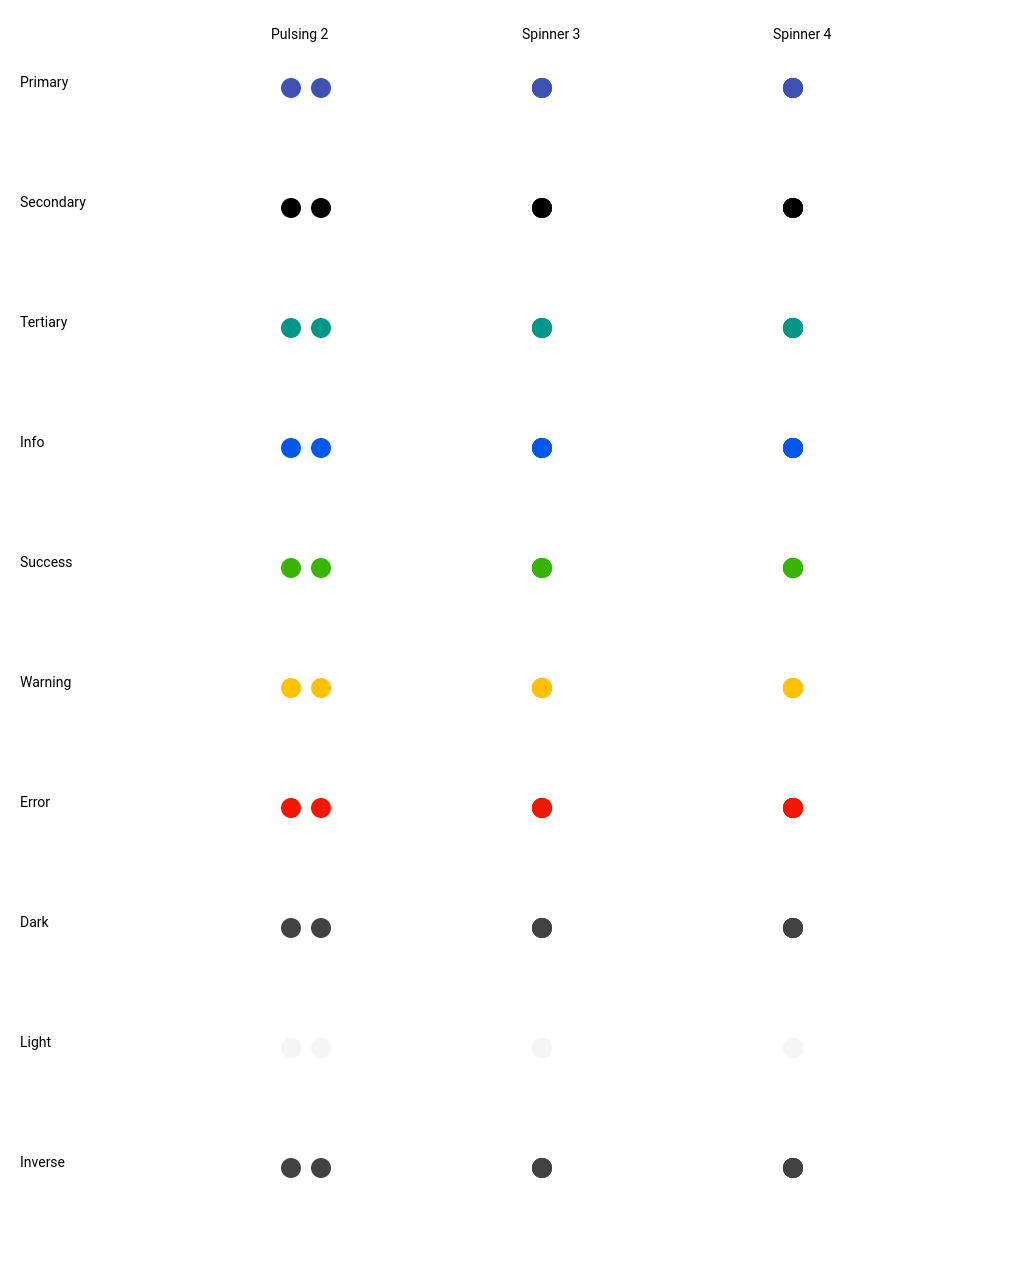 Pulsing 2 Spinner 3 Spinner 4
Primary
Secondary
Tertiary
Info
Success
Warning
Error
Dark
Light
Inverse